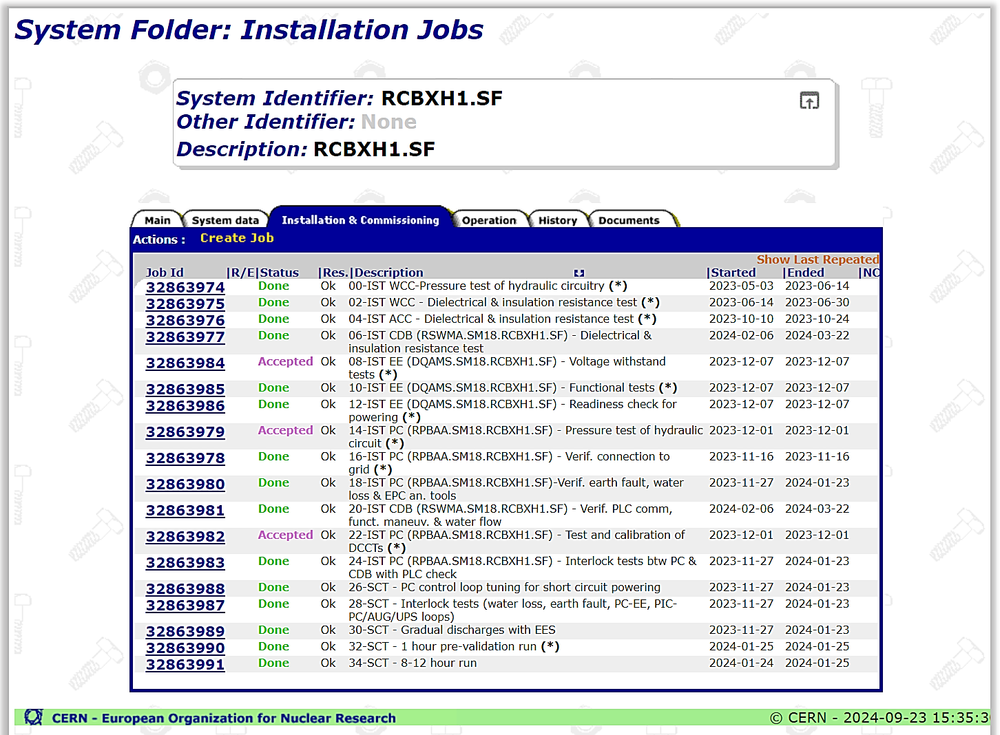 System Folder: Installation Jobs
System Identifier: RCBXH1.SF
Other Identifier: None
Description: RCBXH1.SF
Main System data Installation & Commissioning Operation History Documents
Actions : Create Job
Show Last Repeated
Job Id |R/E|Status |Res.|Description |Started |Ended |NC
32863974 Done Ok 00-IST WCC-Pressure test of hydraulic circuitry (*) 2023-05-03 2023-06-14
32863975 Done Ok 02-IST WCC - Dielectrical & insulation resistance test (*) 2023-06-14 2023-06-30
32863976 Done Ok 04-IST ACC - Dielectrical & insulation resistance test (*) 2023-10-10 2023-10-24
32863977 Done Ok 06-IST CDB (RSWMA.SM18.RCBXH1.SF) - Dielectrical & 2024-02-06 2024-03-22
insulation resistance test
32863984 Accepted Ok 08-IST EE (DQAMS.SM18.RCBXH1.SF) - Voltage withstand 2023-12-07 2023-12-07
tests (*)
32863985 Done Ok 10-IST EE (DQAMS.SM18.RCBXH1.SF) - Functional tests (*) 2023-12-07 2023-12-07
32863986 Done Ok 12-IST EE (DQAMS.SM18.RCBXH1.SF) - Readiness check for 2023-12-07 2023-12-07
powering (*)
32863979 Accepted Ok 14-IST PC (RPBAA.SM18.RCBXH1.SF) - Pressure test of hydraulic 2023-12-01 2023-12-01
circuit (*)
32863978 Done Ok 16-IST PC (RPBAA.SM18.RCBXH1.SF) - Verif. connection to 2023-11-16 2023-11-16
grid (*)
32863980 Done Ok 18-IST PC (RPBAA.SM18.RCBXH1.SF)-Verif. earth fault, water 2023-11-27 2024-01-23
loss & EPC an. tools
32863981 Done Ok 20-IST CDB (RSWMA.SM18.RCBXH1.SF) - Verif. PLC comm, 2024-02-06 2024-03-22
funct. maneuv. & water flow
32863982 Accepted Ok 22-IST PC (RPBAA.SM18.RCBXH1.SF) - Test and calibration of 2023-12-01 2023-12-01
DCCTs (*)
32863983 Done Ok 24-IST PC (RPBAA.SM18.RCBXH1.SF) - Interlock tests btw PC & 2023-11-27 2024-01-23
CDB with PLC check
32863988 Done Ok 26-SCT - PC control loop tuning for short circuit powering 2023-11-27 2024-01-23
32863987 Done Ok 28-SCT - Interlock tests (water loss, earth fault, PC-EE, PIC- 2023-11-27 2024-01-23
PC/AUG/UPS loops)
32863989 Done Ok 30-SCT - Gradual discharges with EES 2023-11-27 2024-01-23
32863990 Done Ok 32-SCT - 1 hour pre-validation run (*) 2024-01-25 2024-01-25
32863991 Done Ok 34-SCT - 8-12 hour run 2024-01-24 2024-01-25
CERN - European Organization for Nuclear Research © CERN - 2024-09-23 15:35:3